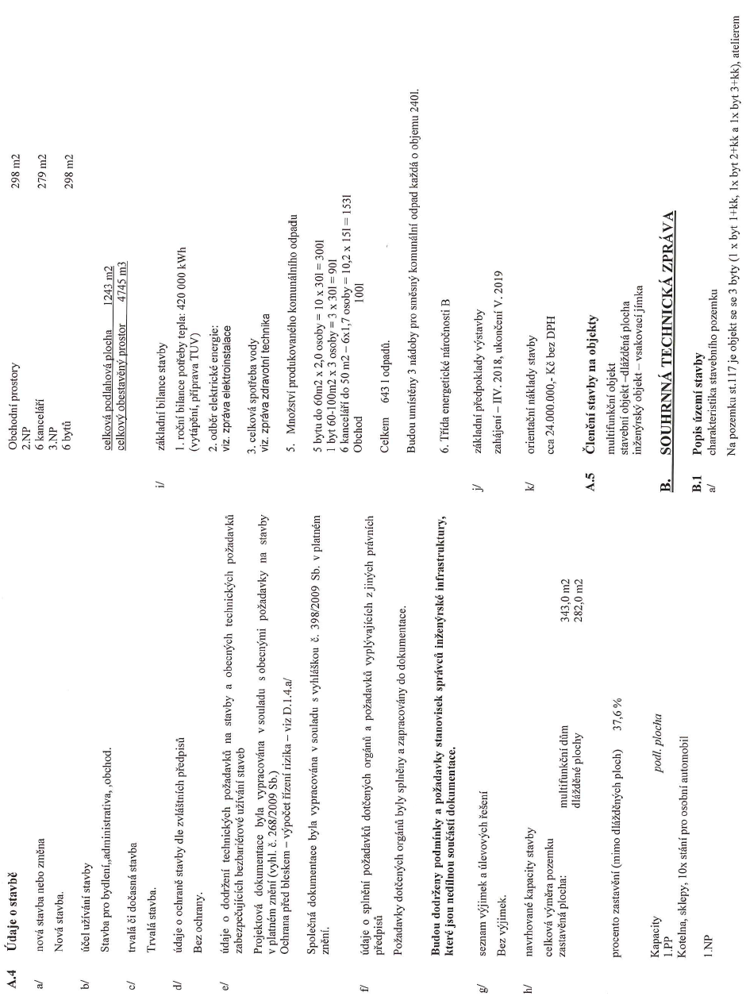 A.4 Údaje o stavbě
a/ nová stavba nebo změna
Nová stavba.
b/ účel užívání stavby
Stavba pro bydlení,,administrativa, ,obchod.
c/ trvalá či dočasná stavba
Trvalá stavba.
d/ údaje o ochraně stavby dle zvláštních předpisů
Bez ochrany.
e/ údaje o dodržení technických požadavků na stavby a obecných technických požadavků
zabezpečujících bezbariérové užívání staveb
Projektová dokumentace byla vypracována v souladu s obecnými požadavky na stavby
v platném znění (vyhl. č. 268/2009 Sb.)
Ochrana před bleskem – výpočet řízení rizika – viz D.1.4.a/
Společná dokumentace byla vypracována v souladu s vyhláškou č. 398/2009 Sb. v platném
znění.
f/ údaje o splnění požadavků dotčených orgánů a požadavků vyplývajících z jiných právních
předpisů
Požadavky dotčených orgánů byly splněny a zapracovány do dokumentace.
Budou dodrženy podmínky a požadavky stanovisek správců inženýrské infrastruktury,
které jsou nedílnou součástí dokumentace.
g/ seznam výjimek a úlevových řešení
Bez výjimek.
h/ navrhované kapacity stavby
celková výměra pozemku
zastavěná plocha: multifunkční dům 343,0 m2
dlážděné plochy 282,0 m2
procento zastavění (mimo dlážděných ploch) 37,6 %
Kapacity podl. plocha
1.PP
Kotelna, sklepy, 10x stání pro osobní automobil
1.NP
Obchodní prostory 298 m2
2.NP
6 kanceláří 279 m2
3.NP
6 bytů 298 m2
celková podlahová plocha 1243 m2
celkový obestavěný prostor 4745 m3
i/ základní bilance stavby
1. roční bilance potřeby tepla: 420 000 kWh
(vytápění, příprava TUV)
2. odběr elektrické energie:
viz. zpráva elektroinstalace
3. celková spotřeba vody
viz. zpráva zdravotní technika
5. Množství produkovaného komunálního odpadu
5 bytu do 60m2 x 2,0 osoby = 10 x 30l = 300l
1 byt 60-100m2 x 3 osoby = 3 x 30l = 90l
6 kanceláří do 50 m2 – 6x1,7 osoby = 10,2 x 15l = 153l
Obchod 100l
Celkem 643 l odpadů.
Budou umístěny 3 nádoby pro směsný komunální odpad každá o objemu 240l.
6. Třída energetické náročnosti B
j/ základní předpoklady výstavby
zahájení – IIV. 2018, ukončení V. 2019
k/ orientační náklady stavby
cca 24.000.000,- Kč bez DPH
A.5 Členění stavby na objekty
multifunkční objekt
stavební objekt –dlážděná plocha
inženýrský objekt – vsakovací jímka
B. SOUHRNNÁ TECHNICKÁ ZPRÁVA
B.1 Popis území stavby
a/ charakteristika stavebního pozemku
Na pozemku st.117 je objekt se se 3 byty (1 x byt 1+kk, 1x byt 2+kk a 1x byt 3+kk), atelierem